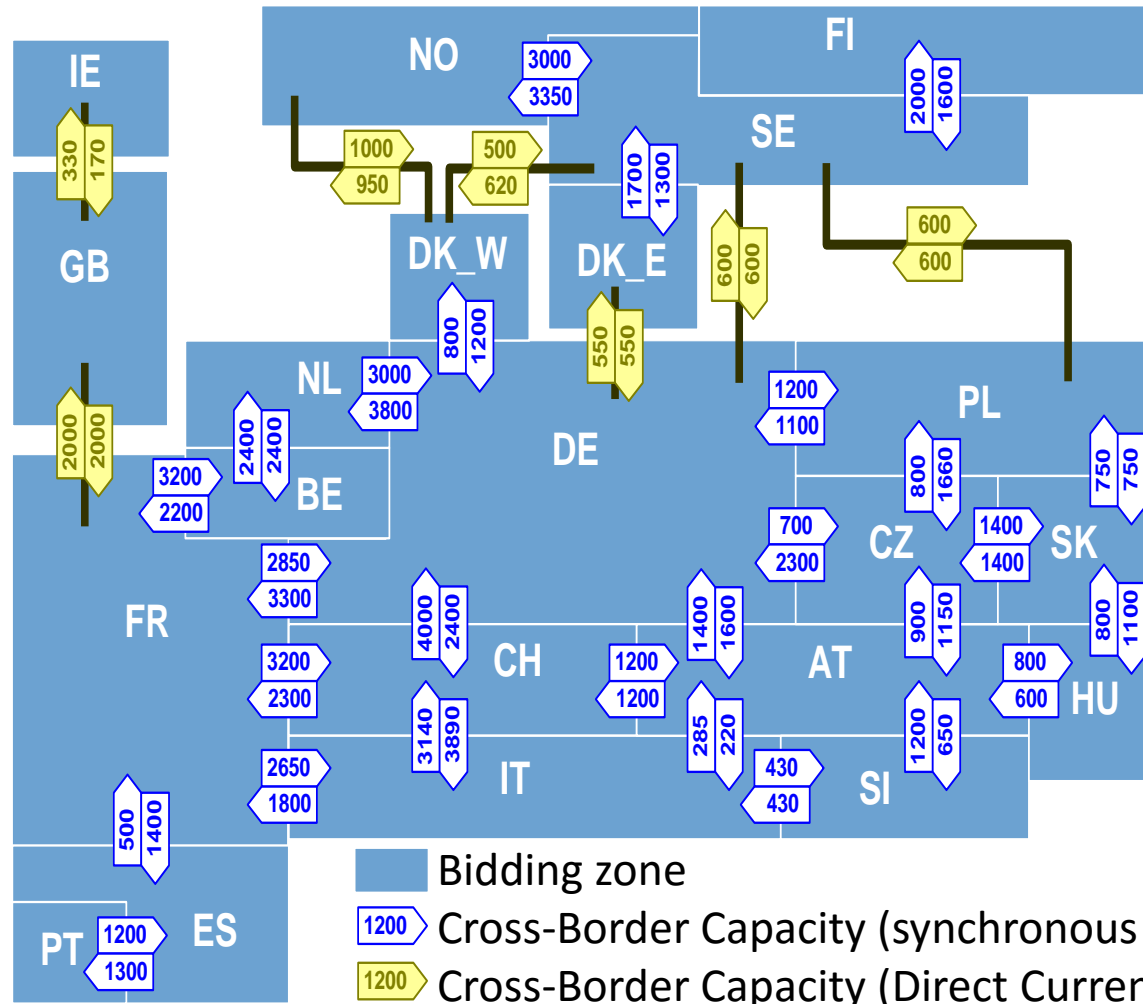 NO
FI
IE
3000
3350
2000
1600
SE
330
170
1000
950
500
620
1700
1300
GB
DK_W
DK_E
600
600
600
600
800
1200
550
550
NL
3000
3800
1200
1100
PL
2000
2000
2400
2400
DE
800
1660
750
750
3200
2200
BE
700
2300
CZ
1400
1400
SK
2850
3300
FR
4000
2400
1400
1600
900
1150
800
1100
3200
2300
CH
1200
1200
AT
800
600
HU
3140
3890
285
220
1200
650
2650
1800
IT
430
430
SI
500
1400
Bidding zone
PT
1200
1300
ES
1200 Cross-Border Capacity (synchronous
1200 Cross-Border Capacity (Direct Curren